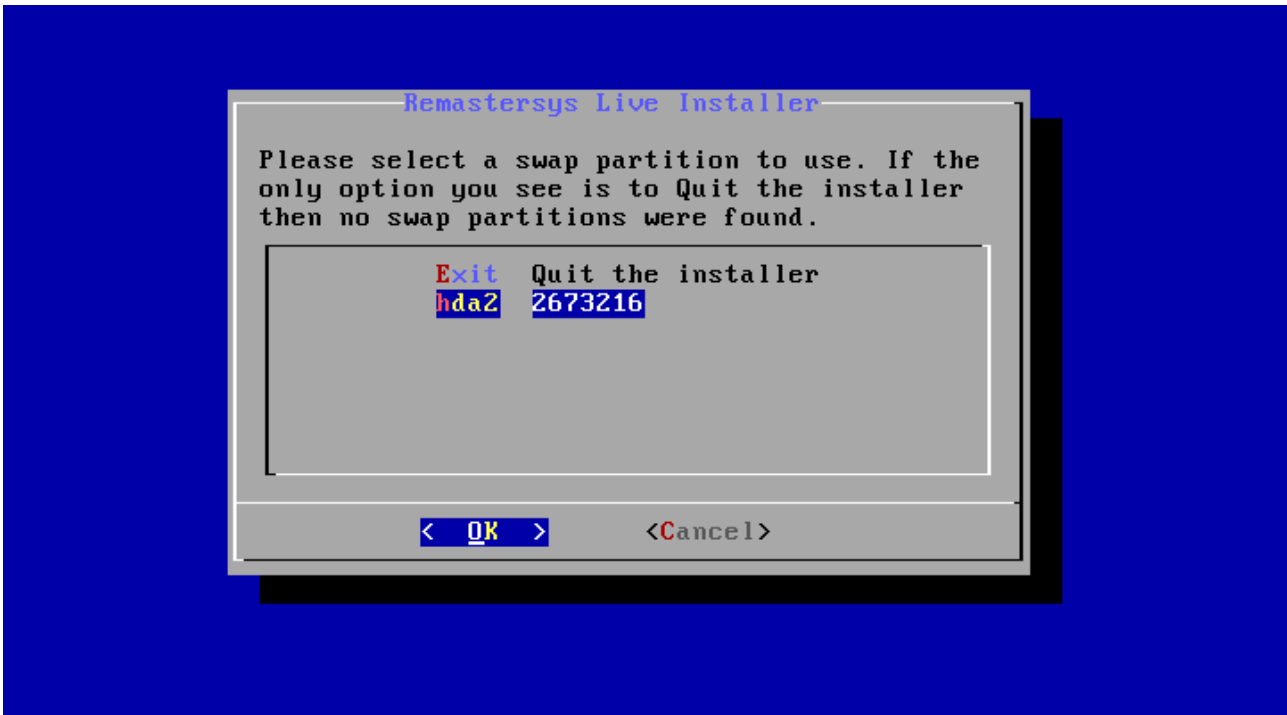 Remastersys Live Installer
Please select a swap partition to use. If the
only option you see is to Quit the installer
then no swap partitions were found.
Exit Quit the installer
hda2 2673216
< OK > <Cancel>